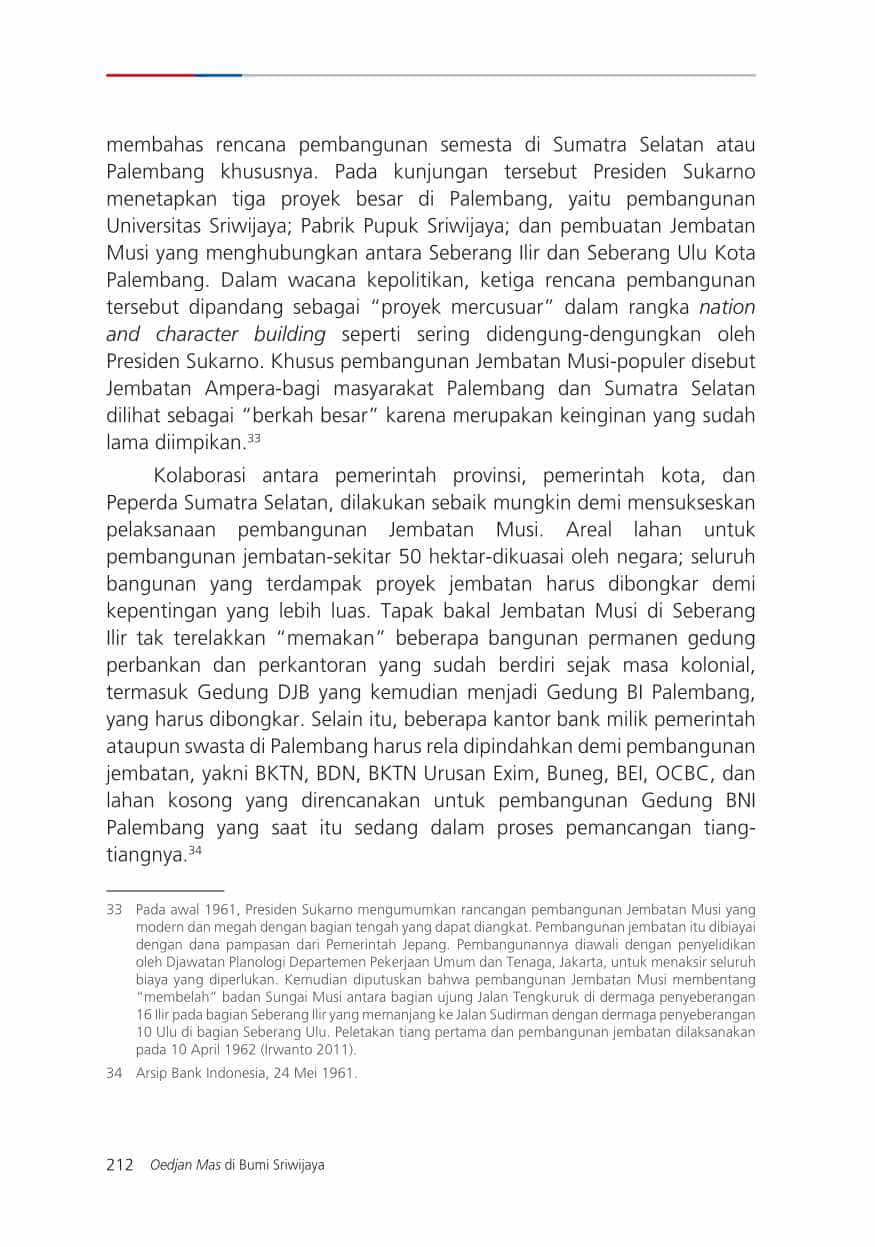 membahas rencana pembangunan semesta di Sumatra Selatan atau
Palembang khususnya. Pada kunjungan tersebut Presiden Sukarno
menetapkan tiga proyek besar di Palembang, yaitu pembangunan
Universitas Sriwijaya; Pabrik Pupuk Sriwijaya; dan pembuatan Jembatan
Musi yang menghubungkan antara Seberang Ilir dan Seberang Ulu Kota
Palembang. Dalam wacana kepolitikan, ketiga rencana pembangunan
tersebut dipandang sebagai “proyek mercusuar” dalam rangka nation
and character building seperti sering didengung-dengungkan oleh
Presiden Sukarno. Khusus pembangunan Jembatan Musi-populer disebut
Jembatan Ampera-bagi masyarakat Palembang dan Sumatra Selatan
dilihat sebagai “berkah besar” karena merupakan keinginan yang sudah
lama diimpikan.³³
Kolaborasi antara pemerintah provinsi, pemerintah kota, dan
Peperda Sumatra Selatan, dilakukan sebaik mungkin demi mensukseskan
pelaksanaan pembangunan Jembatan Musi. Areal lahan untuk
pembangunan jembatan-sekitar 50 hektar-dikuasai oleh negara; seluruh
bangunan yang terdampak proyek jembatan harus dibongkar demi
kepentingan yang lebih luas. Tapak bakal Jembatan Musi di Seberang
Ilir tak terelakkan “memakan” beberapa bangunan permanen gedung
perbankan dan perkantoran yang sudah berdiri sejak masa kolonial,
termasuk Gedung DJB yang kemudian menjadi Gedung BI Palembang,
yang harus dibongkar. Selain itu, beberapa kantor bank milik pemerintah
ataupun swasta di Palembang harus rela dipindahkan demi pembangunan
jembatan, yakni BKTN, BDN, BKTN Urusan Exim, Buneg, BEI, OCBC, dan
lahan kosong yang direncanakan untuk pembangunan Gedung BNI
Palembang yang saat itu sedang dalam proses pemancangan tiang-
tiangnya.³⁴
33 Pada awal 1961, Presiden Sukarno mengumumkan rancangan pembangunan Jembatan Musi yang
modern dan megah dengan bagian tengah yang dapat diangkat. Pembangunan jembatan itu dibiayai
dengan dana pampasan dari Pemerintah Jepang. Pembangunannya diawali dengan penyelidikan
oleh Djawatan Planologi Departemen Pekerjaan Umum dan Tenaga, Jakarta, untuk menaksir seluruh
biaya yang diperlukan. Kemudian diputuskan bahwa pembangunan Jembatan Musi membentang
“membelah” badan Sungai Musi antara bagian ujung Jalan Tengkuruk di dermaga penyeberangan
16 Ilir pada bagian Seberang Ilir yang memanjang ke Jalan Sudirman dengan dermaga penyeberangan
10 Ulu di bagian Seberang Ulu. Peletakan tiang pertama dan pembangunan jembatan dilaksanakan
pada 10 April 1962 (Irwanto 2011).
34 Arsip Bank Indonesia, 24 Mei 1961.
212 Oedjan Mas di Bumi Sriwijaya